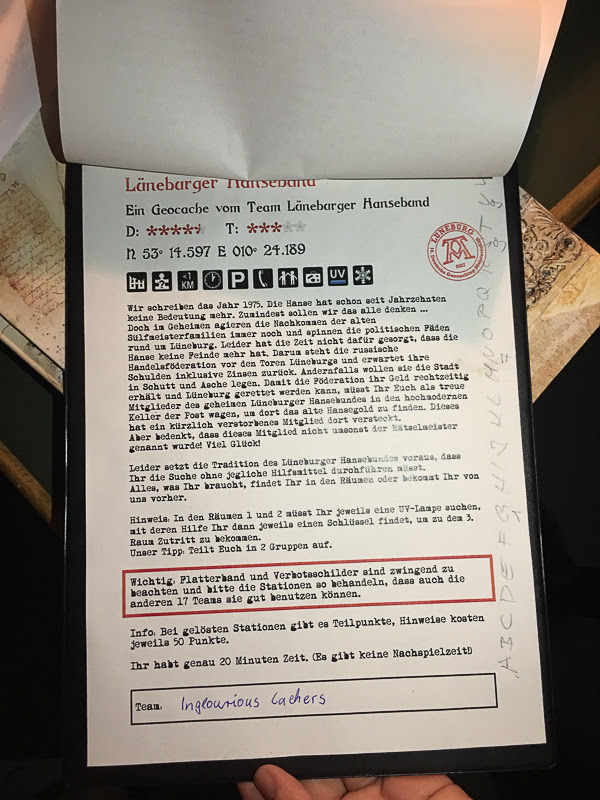 Lüneburger Hanseband
Ein Geocache vom Team Lüneburger Hanseband
D: T:
N 53° 14.597 E 010° 24.189
<1 KM
P
UV
LÜNEBURG
2017
Wir schreiben das Jahr 1975. Die Hanse hat schon seit Jahrzehnten
keine Bedeutung mehr. Zumindest sollen wir das alle denken ...
Doch im Geheimen agieren die Nachkommen der alten
Sülfmeisterfamilien immer noch und spinnen die politischen Fäden
rund um Lüneburg. Leider hat die Zeit nicht dafür gesorgt, dass die
Hanse keine Feinde mehr hat. Darum steht die russische
Handelsföderation vor den Toren Lüneburgs und erwartet ihre
Schulden inklusive Zinsen zurück. Andernfalls wollen sie die Stadt
in Schutt und Asche legen. Damit die Föderation ihr Geld rechtzeitig
erhält und Lüneburg gerettet werden kann, müsst Ihr Euch als treue
Mitglieder des geheimen Lüneburger Hansebundes in den hochmodernen
Keller der Post wagen, um dort das alte Hansegold zu finden. Dieses
hat ein kürzlich verstorbenes Mitglied dort versteckt.
Aber bedenkt, dass dieses Mitglied nicht umsonst der Rätselmeister
genannt wurde! Viel Glück!
Leider setzt die Tradition des Lüneburger Hansebundes voraus, dass
Ihr die Suche ohne jegliche Hilfsmittel durchführen müsst.
Alles, was Ihr braucht, findet Ihr in den Räumen oder bekommt Ihr von
uns vorher.
Hinweis: In den Räumen 1 und 2 müsst Ihr jeweils eine UV-Lampe suchen,
mit deren Hilfe Ihr dann jeweils einen Schlüssel findet, um zu dem 3.
Raum Zutritt zu bekommen.
Unser Tipp: Teilt Euch in 2 Gruppen auf.
Wichtig: Flatterband und Verbotsschilder sind zwingend zu
beachten und bitte die Stationen so behandeln, dass auch die
anderen 17 Teams sie gut benutzen können.
Info: Bei gelösten Stationen gibt es Teilpunkte, Hinweise kosten
jeweils 50 Punkte.
Ihr habt genau 20 Minuten Zeit. (Es gibt keine Nachspielzeit!)
Team: Inglourious Cachers
A B C D E F G H I J K L M N O P Q
7